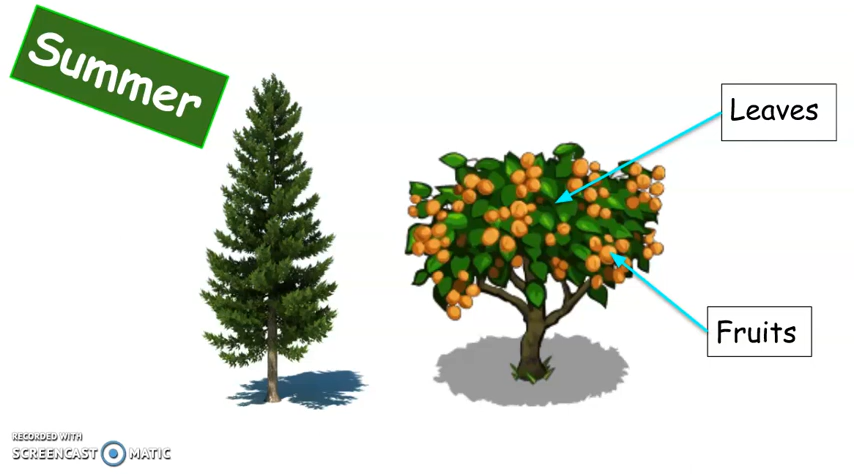 Summer
Leaves
Fruits
RECORDED WITH
SCREENCAST MATIC